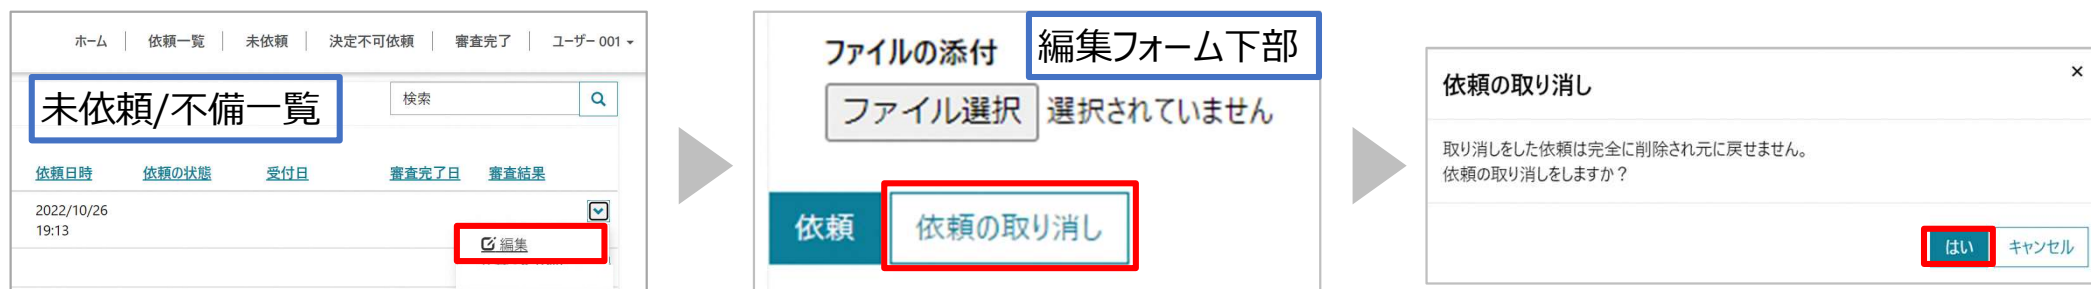 ホーム | 依頼一覧 | 未依頼 | 決定不可依頼 | 審査完了 | ユーザー 001
未依頼/不備一覧
検索
依頼日時 依頼の状態 受付日 審査完了日 審査結果
2022/10/26
19:13
編集
ファイルの添付
編集フォーム下部
ファイル選択 選択されていません
依頼 依頼の取り消し
依頼の取り消し
×
取り消しをした依頼は完全に削除され元に戻せません。
依頼の取り消しをしますか？
はい キャンセル